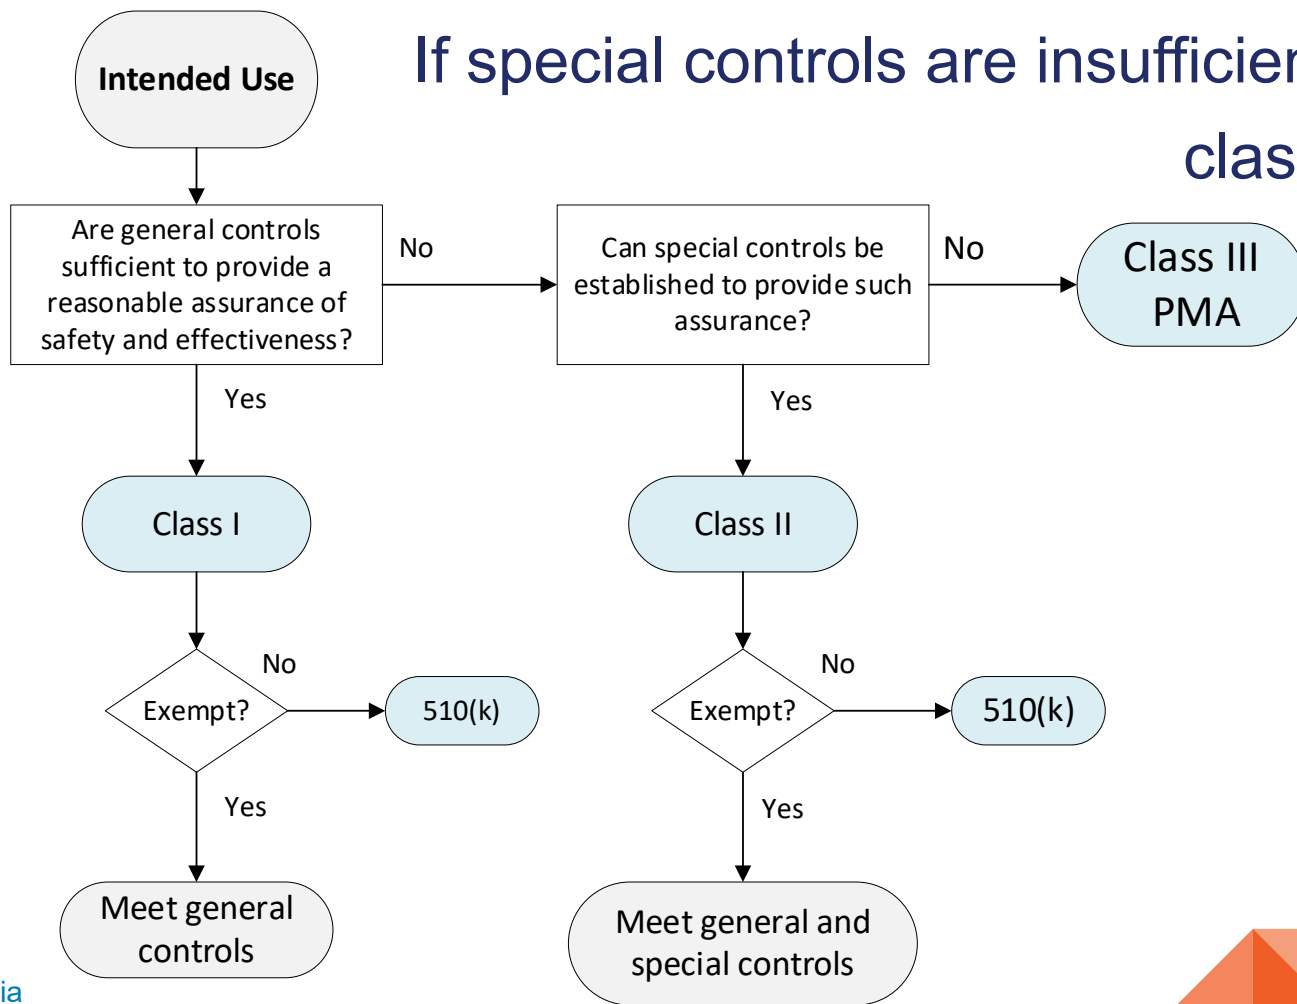 If special controls are insufficien
clas
Intended Use
Are general controls
sufficient to provide a
reasonable assurance of
safety and effectiveness?
No
Can special controls be
established to provide such
assurance?
No
Class III
PMA
Yes
Yes
Class I
Class II
Exempt?
No
510(k)
Exempt?
No
510(k)
Yes
Yes
Meet general
controls
Meet general and
special controls
ia